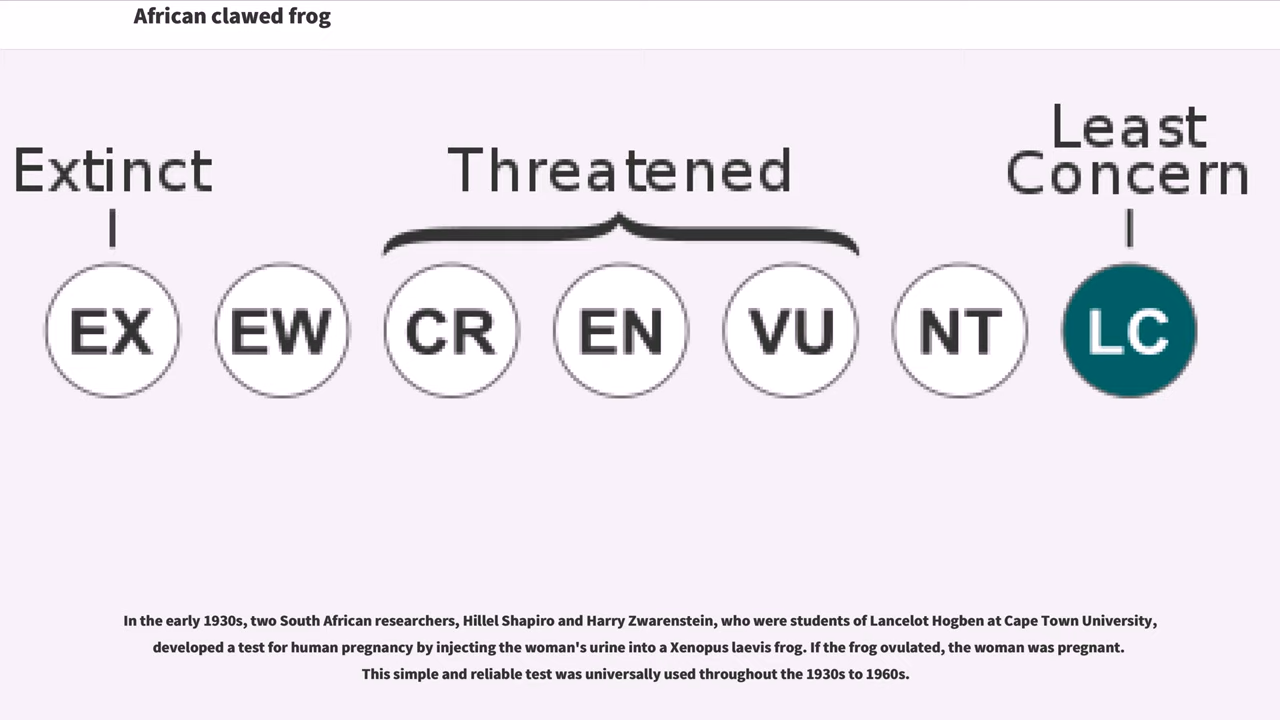 African clawed frog
Extinct
Threatened
Least
Concern
EX EW CR EN VU NT LC
In the early 1930s, two South African researchers, Hillel Shapiro and Harry Zwarenstein, who were students of Lancelot Hogben at Cape Town University,
developed a test for human pregnancy by injecting the woman's urine into a Xenopus laevis frog. If the frog ovulated, the woman was pregnant.
This simple and reliable test was universally used throughout the 1930s to 1960s.